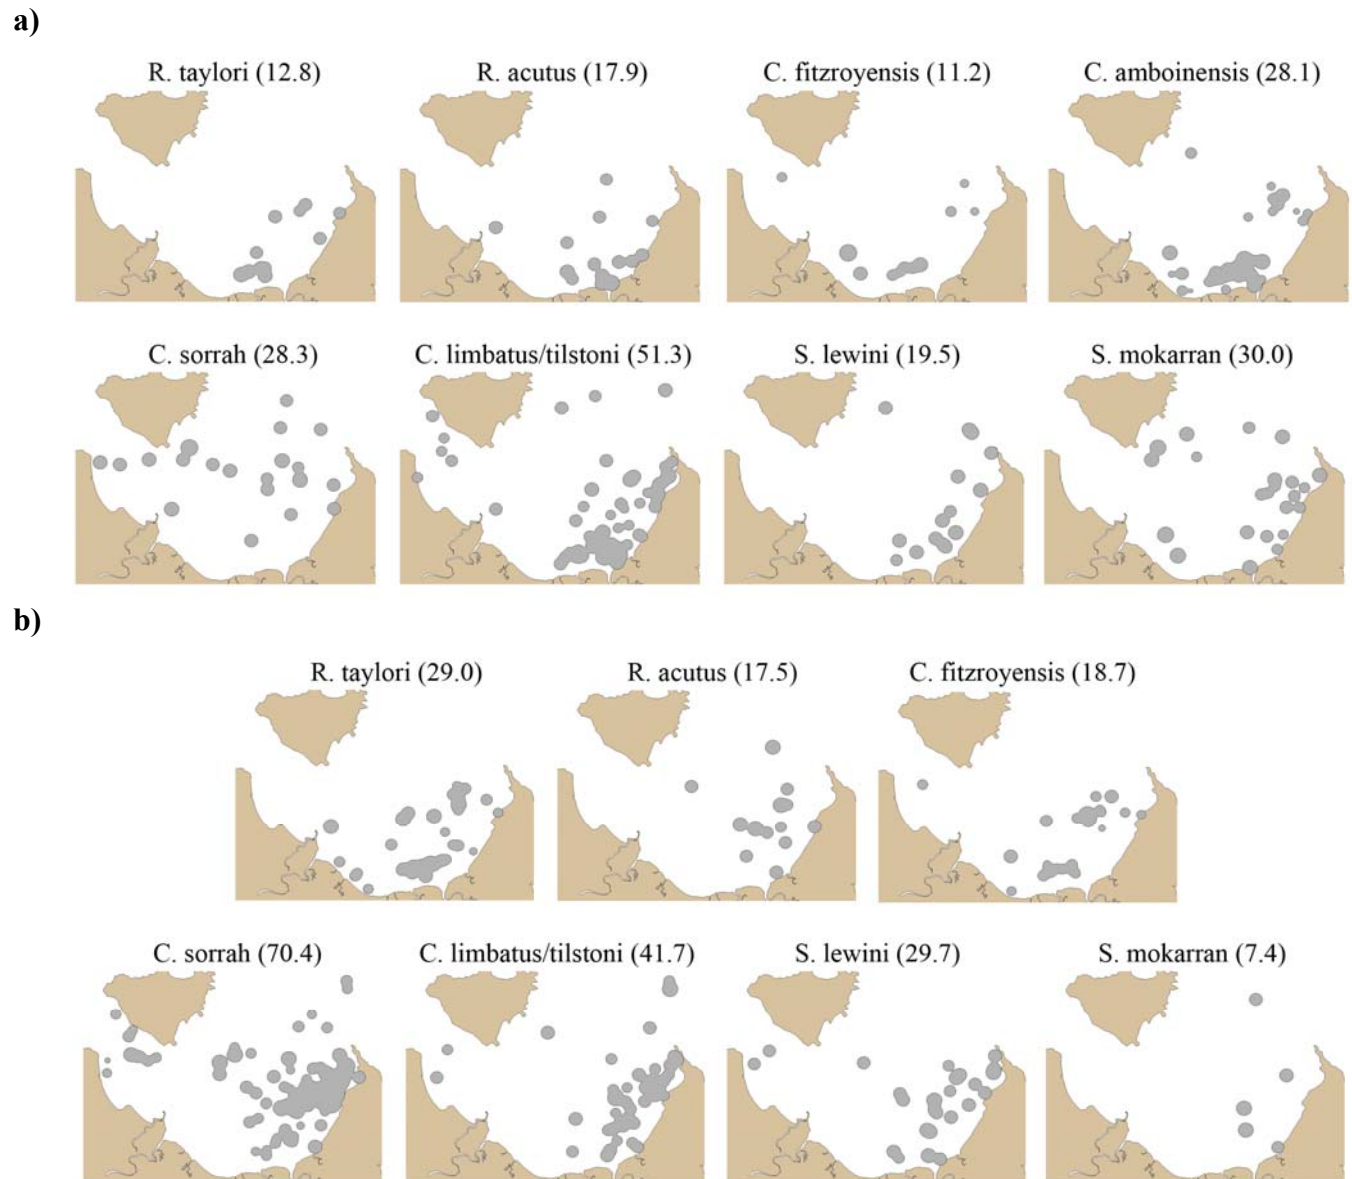 a)
R. taylori (12.8) R. acutus (17.9) C. fitzroyensis (11.2) C. amboinensis (28.1)
C. sorrah (28.3) C. limbatus/tilstoni (51.3) S. lewini (19.5) S. mokarran (30.0)
b)
R. taylori (29.0) R. acutus (17.5) C. fitzroyensis (18.7)
C. sorrah (70.4) C. limbatus/tilstoni (41.7) S. lewini (29.7) S. mokarran (7.4)